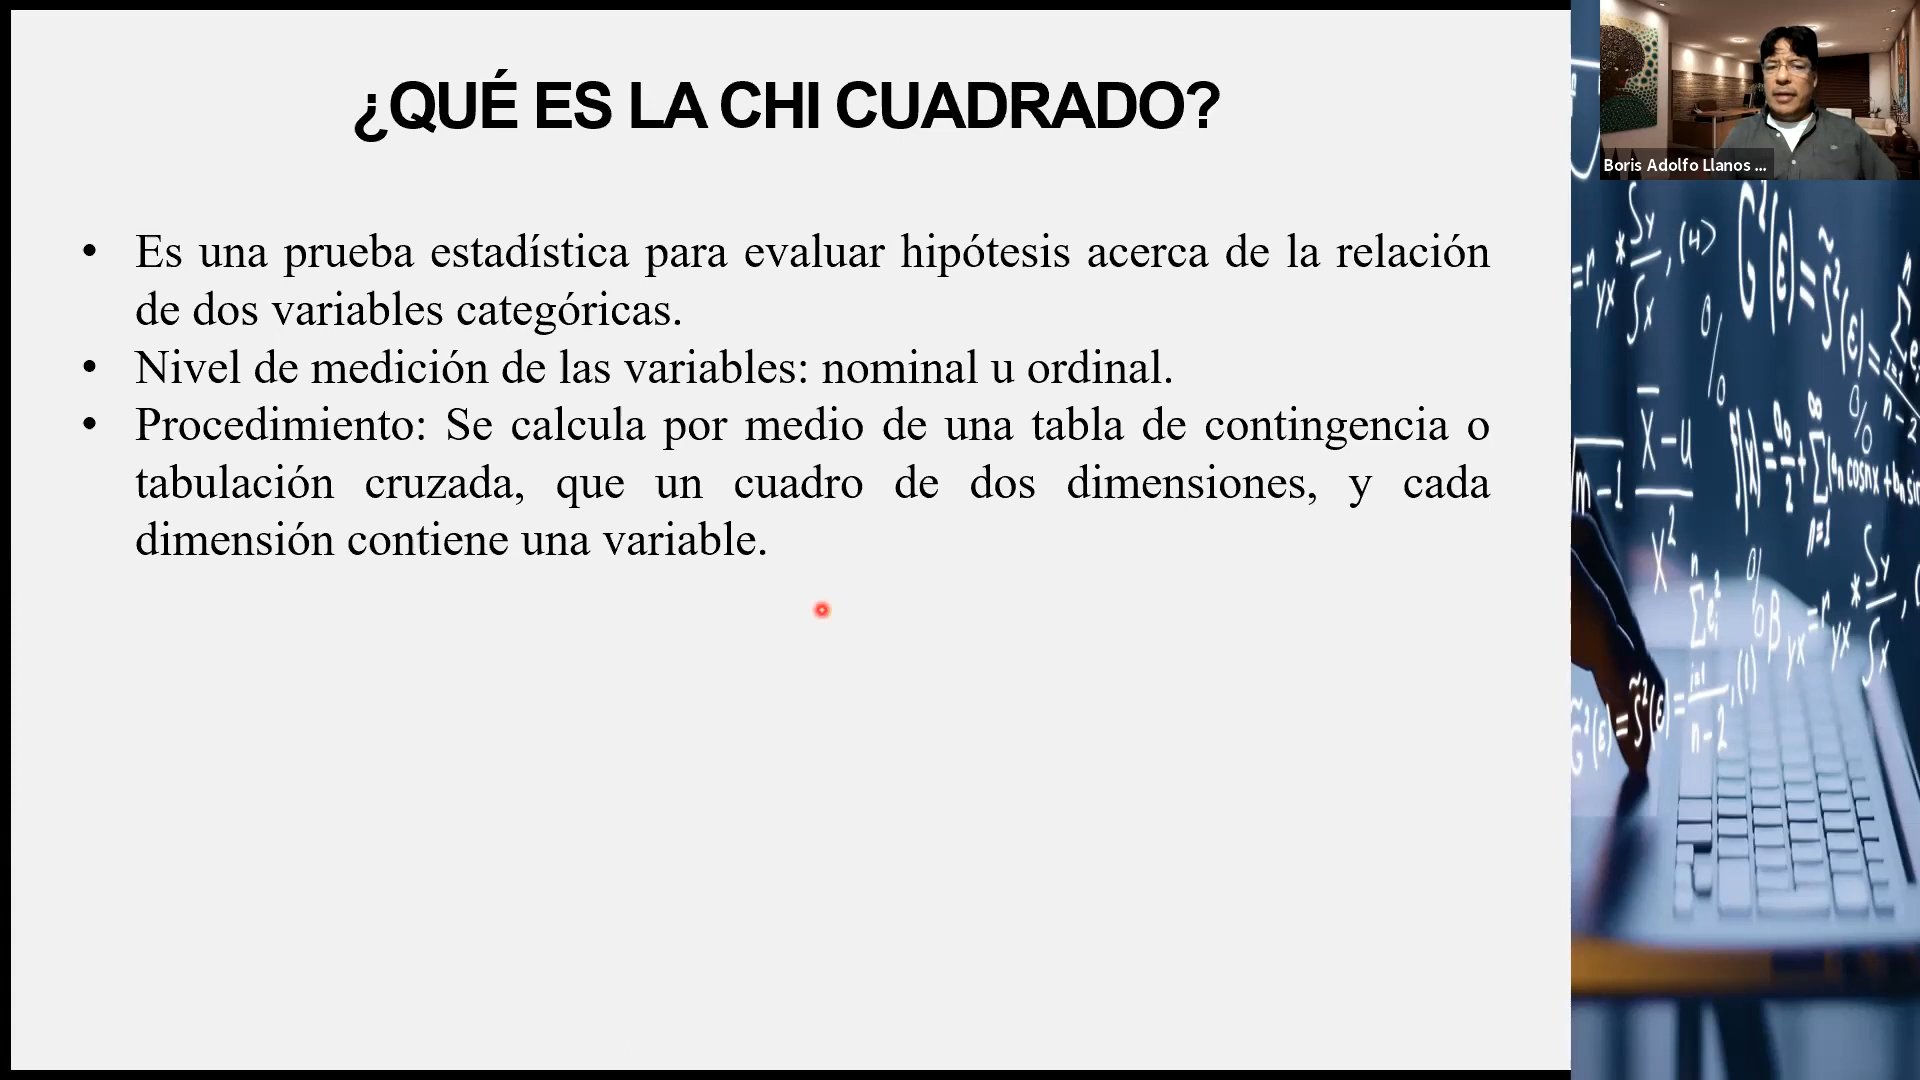 ¿QUÉ ES LA CHI CUADRADO?
• Es una prueba estadística para evaluar hipótesis acerca de la relación
de dos variables categóricas.
• Nivel de medición de las variables: nominal u ordinal.
• Procedimiento: Se calcula por medio de una tabla de contingencia o
tabulación cruzada, que un cuadro de dos dimensiones, y cada
dimensión contiene una variable.
Boris Adolfo Llanos ...